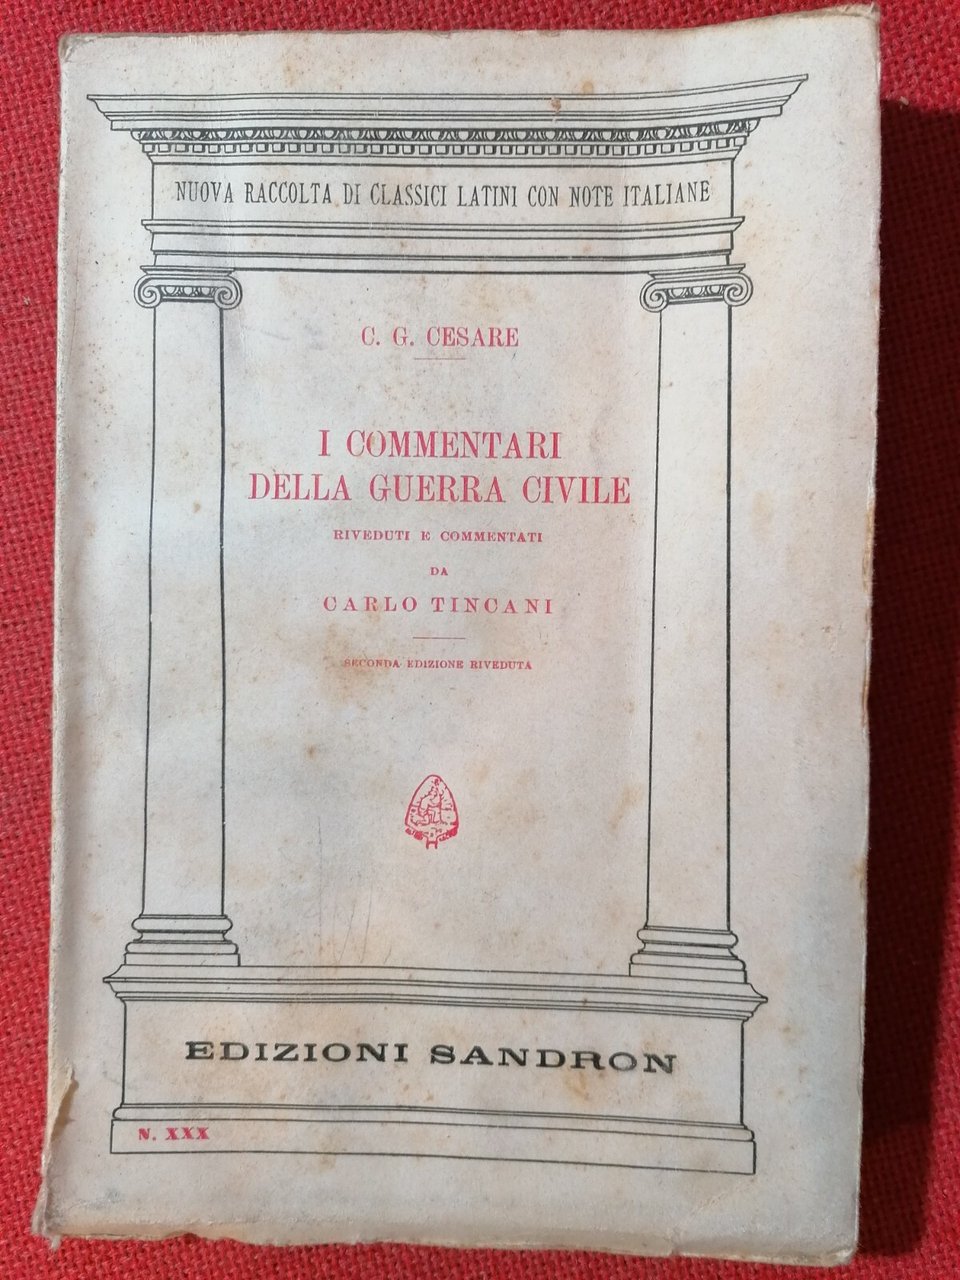 NUOVA RACCOLTA DI CLASSICI LATINI CON NOTE ITALIANE
C. G. CESARE
I COMMENTARI
DELLA GUERRA CIVILE
RIVEDUTI E COMMENTATI
DA
CARLO TINCANI
SECONDA EDIZIONE RIVEDUTA
EDIZIONI SANDRON
N. XXX